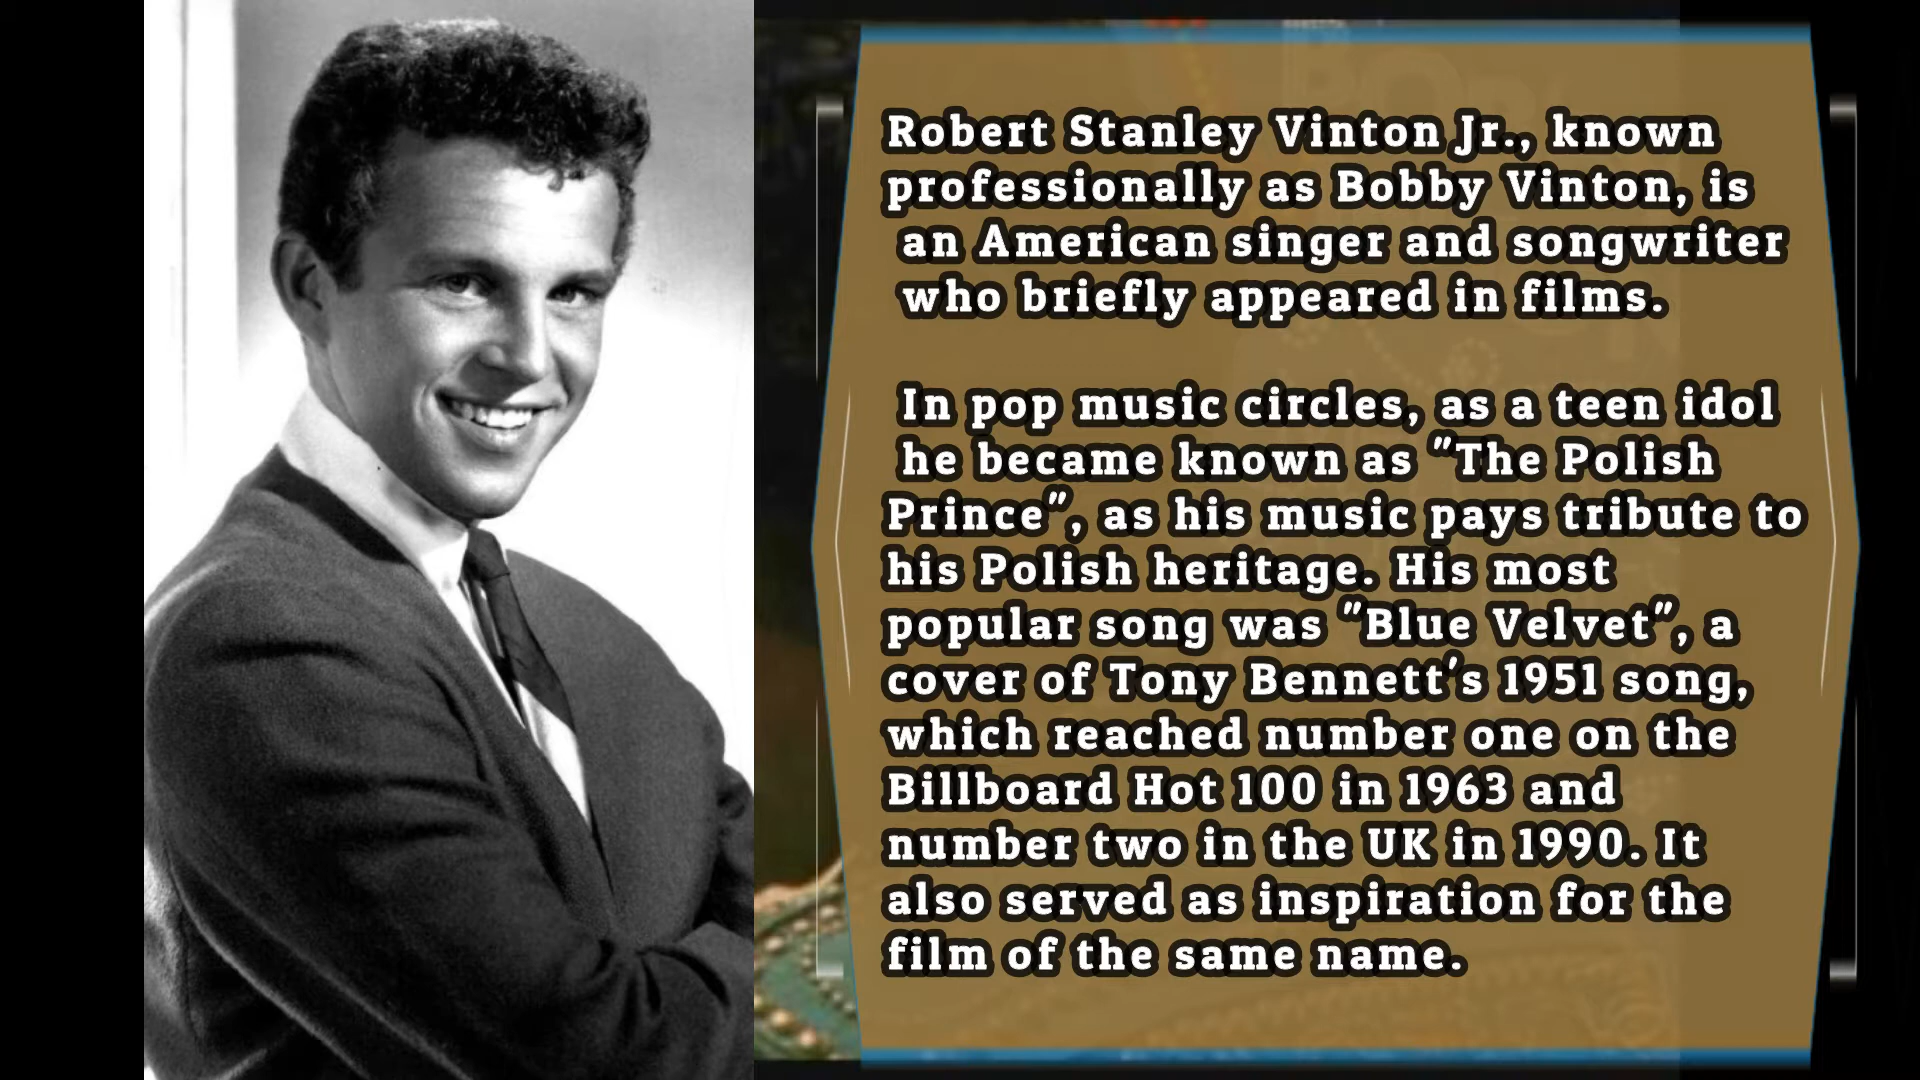 Robert Stanley Vinton Jr., known
professionally as Bobby Vinton, is
an American singer and songwriter
who briefly appeared in films.
In pop music circles, as a teen idol
he became known as "The Polish
Prince", as his music pays tribute to
his Polish heritage. His most
popular song was "Blue Velvet", a
cover of Tony Bennett's 1951 song,
which reached number one on the
Billboard Hot 100 in 1963 and
number two in the UK in 1990. It
also served as inspiration for the
film of the same name.